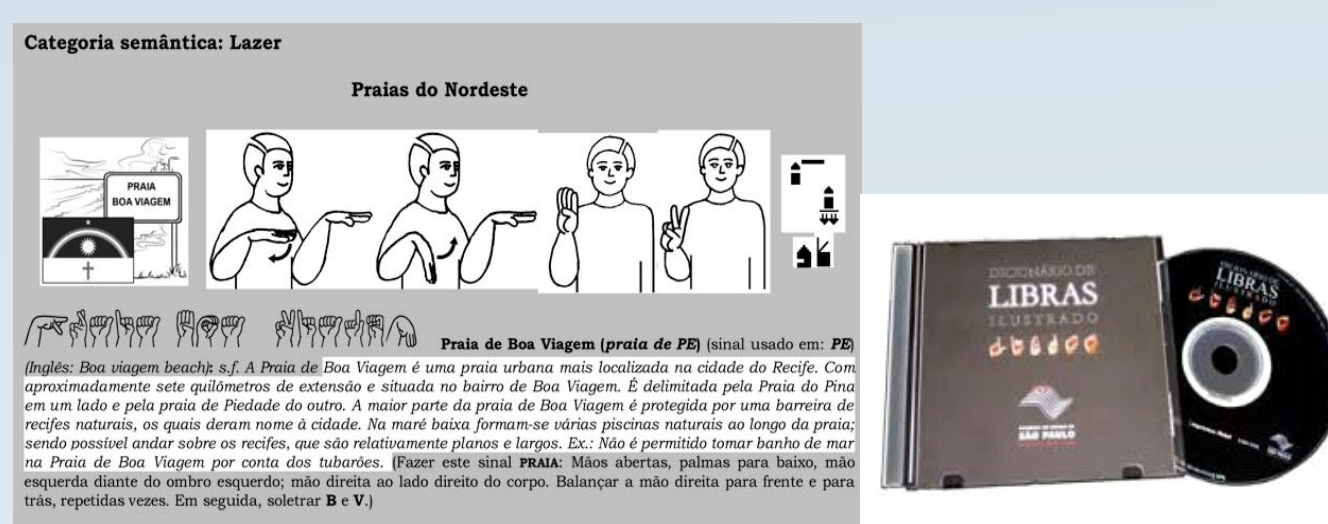 Categoria semântica: Lazer
Praias do Nordeste
PRAIA
BOA VIAGEM
Praia de Boa Viagem (praia de PE) (sinal usado em: PE)
(Inglês: Boa viagem beach): s.f. A Praia de Boa Viagem é uma praia urbana mais localizada na cidade do Recife. Com
aproximadamente sete quilômetros de extensão e situada no bairro de Boa Viagem. É delimitada pela Praia do Pina
em um lado e pela praia de Piedade do outro. A maior parte da praia de Boa Viagem é protegida por uma barreira de
recifes naturais, os quais deram nome à cidade. Na maré baixa formam-se várias piscinas naturais ao longo da praia;
sendo possível andar sobre os recifes, que são relativamente planos e largos. Ex.: Não é permitido tomar banho de mar
na Praia de Boa Viagem por conta dos tubarões. (Fazer este sinal PRAIA: Mãos abertas, palmas para baixo, mão
esquerda diante do ombro esquerdo; mão direita ao lado direito do corpo. Balançar a mão direita para frente e para
trás, repetidas vezes. Em seguida, soletrar B e V.)
DICIONÁRIO DE
LIBRAS
ILUSTRADO
SÃO PAULO
DICIONÁRIO DE
LIBRAS
ILUSTRADO